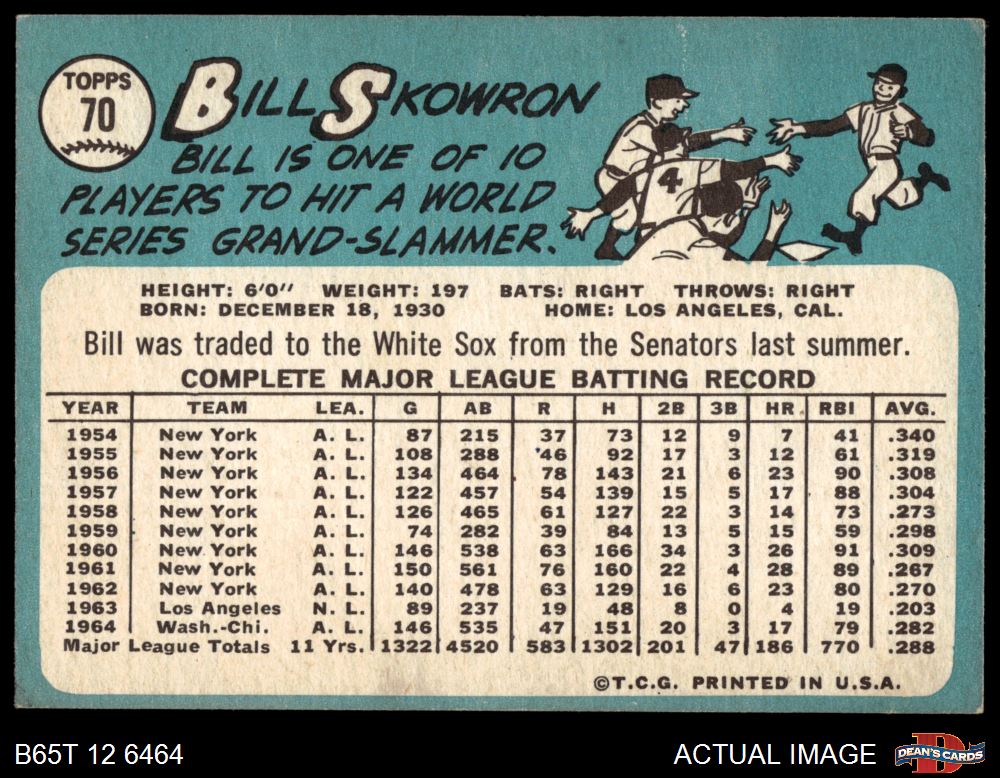 TOPPS
70
BILL SKOWRON
BILL IS ONE OF 10
PLAYERS TO HIT A WORLD
SERIES GRAND-SLAMMER.
4
HEIGHT: 6'0" WEIGHT: 197 BATS: RIGHT THROWS: RIGHT
BORN: DECEMBER 18, 1930 HOME: LOS ANGELES, CAL.
Bill was traded to the White Sox from the Senators last summer.
COMPLETE MAJOR LEAGUE BATTING RECORD
YEAR TEAM LEA. G AB R H 2B 3B HR. RBI AVG.
1954 New York A. L. 87 215 37 73 12 9 7 41 .340
1955 New York A. L. 108 288 46 92 17 3 12 61 .319
1956 New York A. L. 134 464 78 143 21 6 23 90 .308
1957 New York A. L. 122 457 54 139 15 5 17 88 .304
1958 New York A. L. 126 465 61 127 22 3 14 73 .273
1959 New York A. L. 74 282 39 84 13 5 15 59 .298
1960 New York A. L. 146 538 63 166 34 3 26 91 .309
1961 New York A. L. 150 561 76 160 22 4 28 89 .267
1962 New York A. L. 140 478 63 129 16 6 23 80 .270
1963 Los Angeles N. L. 89 237 19 48 8 0 4 19 .203
1964 Wash.-Chi. A. L. 146 535 47 151 20 3 17 79 .282
Major League Totals 11 Yrs. 1322 4520 583 1302 201 47 186 770 .288
©T.C.G. PRINTED IN U.S.A.
B65T 12 6464 ACTUAL IMAGE DEAN'S CARDS